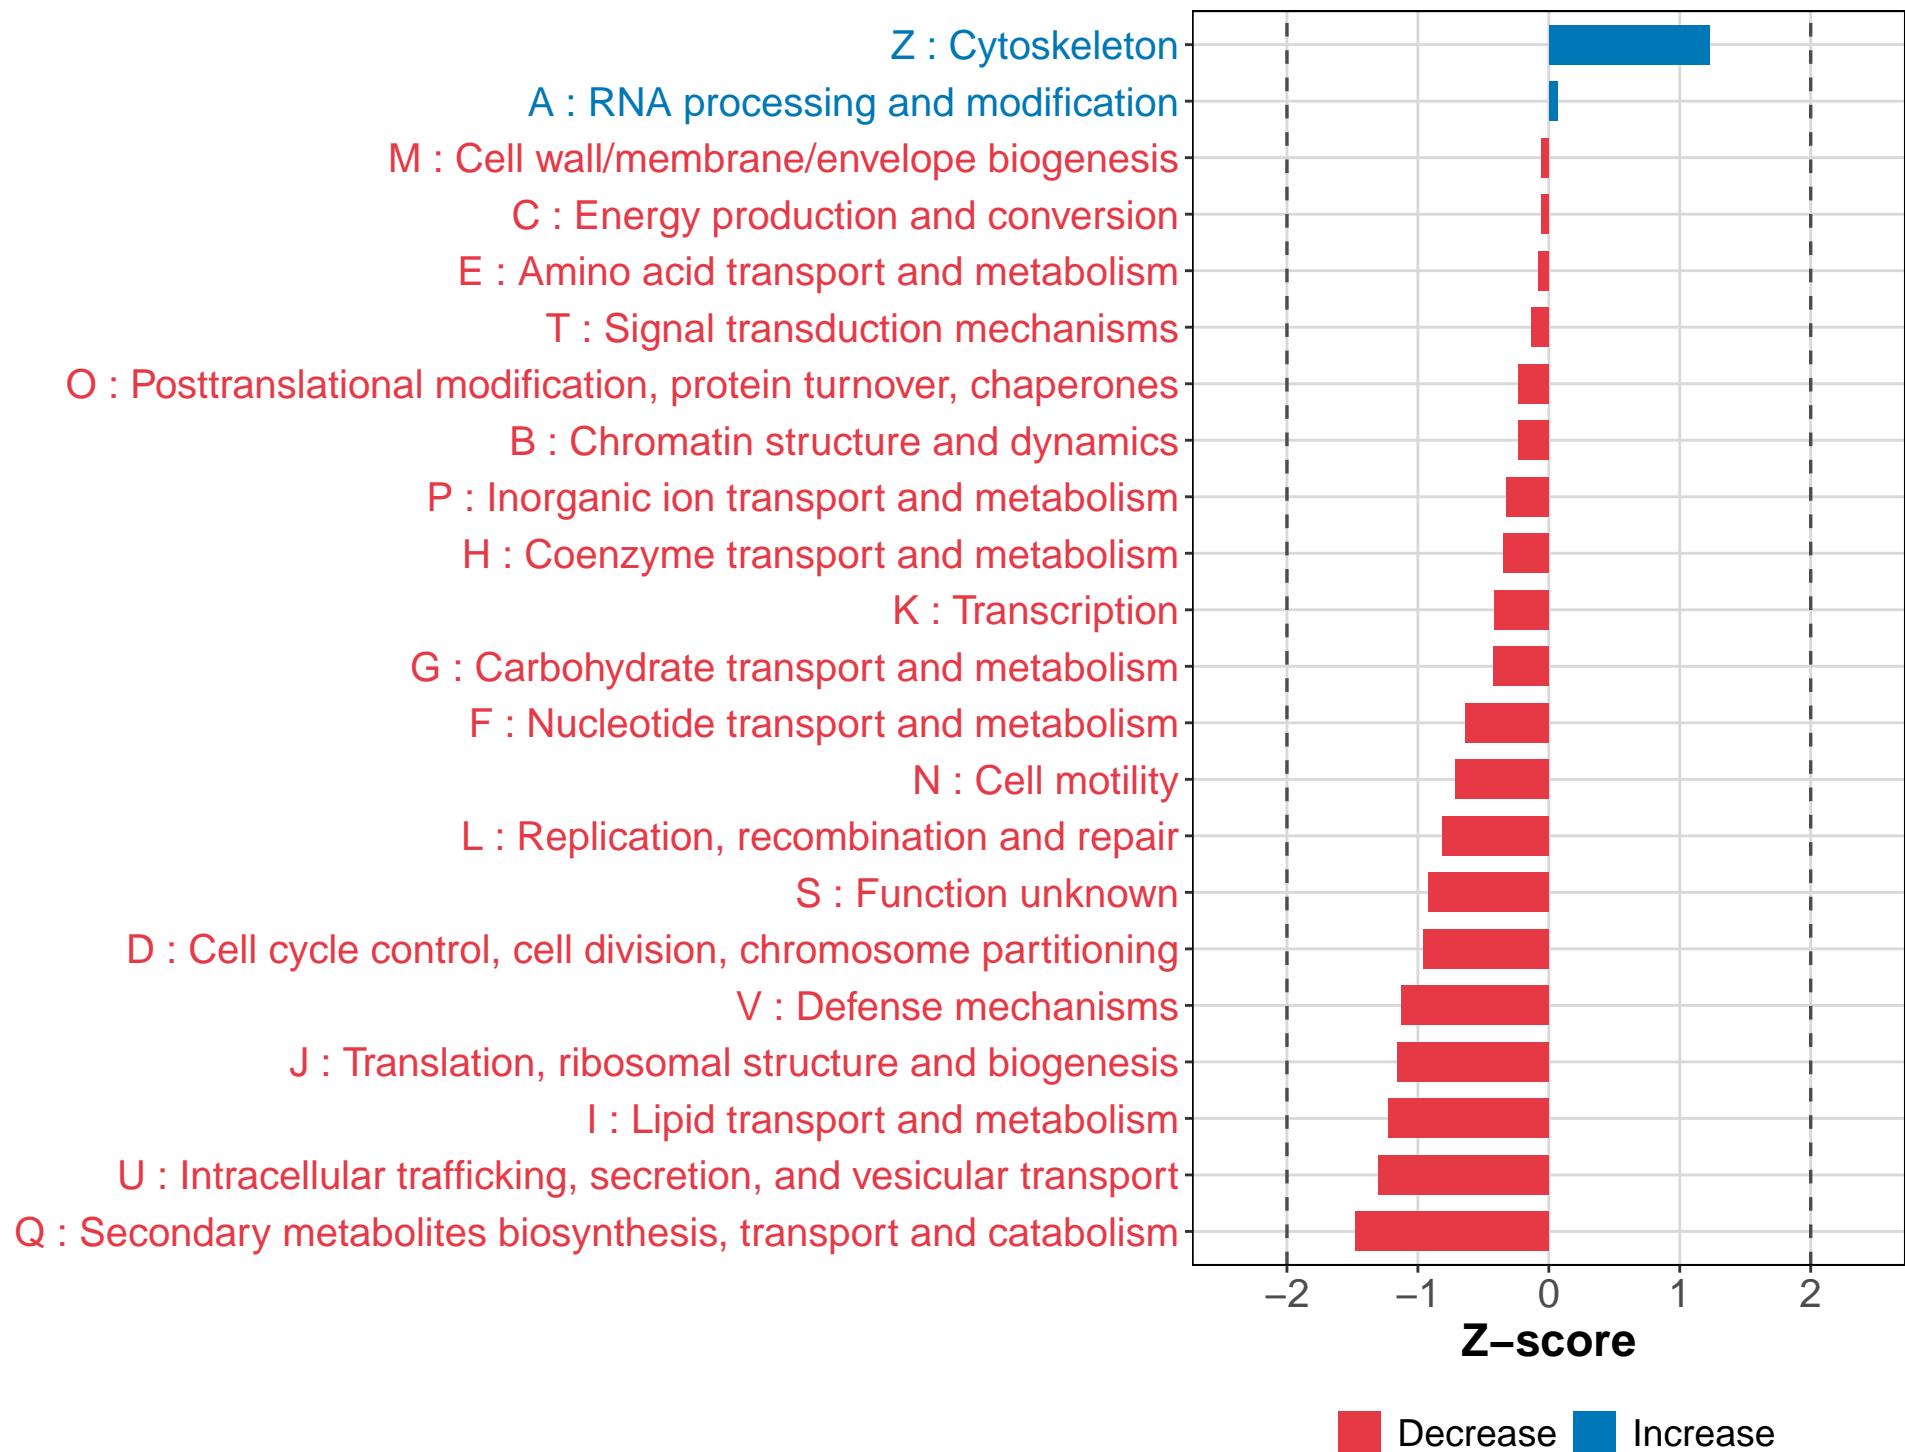 Z : Cytoskeleton
A : RNA processing and modification
M : Cell wall/membrane/envelope biogenesis
C : Energy production and conversion
E : Amino acid transport and metabolism
T : Signal transduction mechanisms
O : Posttranslational modification, protein turnover, chaperones
B : Chromatin structure and dynamics
P : Inorganic ion transport and metabolism
H : Coenzyme transport and metabolism
K : Transcription
G : Carbohydrate transport and metabolism
F : Nucleotide transport and metabolism
N : Cell motility
L : Replication, recombination and repair
S : Function unknown
D : Cell cycle control, cell division, chromosome partitioning
V : Defense mechanisms
J : Translation, ribosomal structure and biogenesis
I : Lipid transport and metabolism
U : Intracellular trafficking, secretion, and vesicular transport
Q : Secondary metabolites biosynthesis, transport and catabolism
−2 −1 0 1 2
Z−score
Decrease Increase